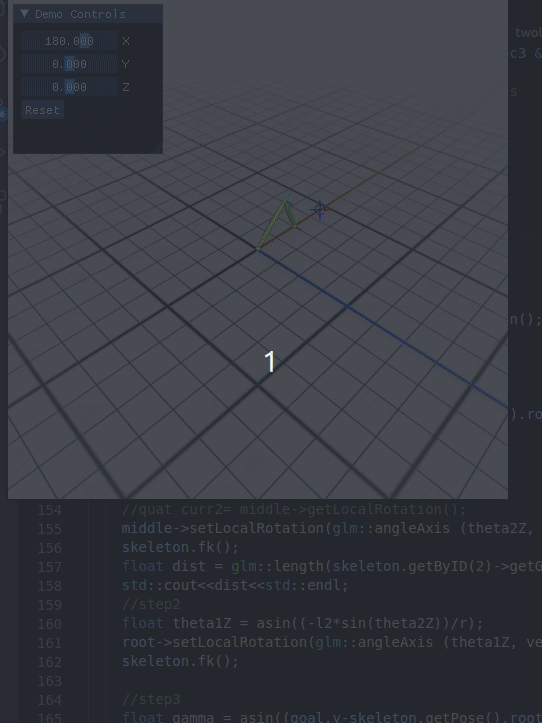 ▼ Demo Controls
180.000 X
0.000 Y
0.000 Z
Reset
twol
c3 &
s
n();
1
).ro
154 //quat curr2= middle->getLocalRotation();
155 middle->setLocalRotation(glm::angleAxis (theta2Z,
156 skeleton.fk();
157 float dist = glm::length(skeleton.getByID(2)->getG
158 std::cout<<dist<<std::endl;
159 //step2
160 float theta1Z = asin((-l2*sin(theta2Z))/r);
161 root->setLocalRotation(glm::angleAxis (theta1Z, ve
162 skeleton.fk();
163
164 //step3
165 float gamma = asin((goal.y-skeleton.getPose().root